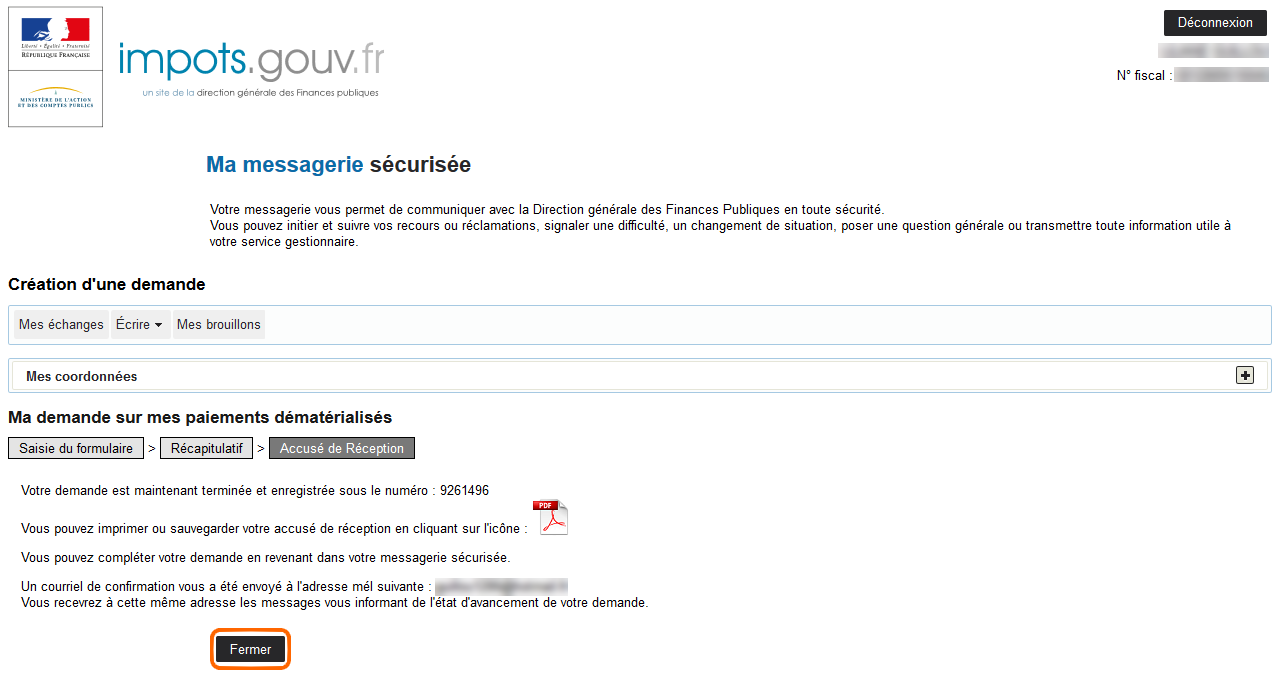 Liberté • Égalité • Fraternité
RÉPUBLIQUE FRANÇAISE
MINISTÈRE DE L'ACTION
ET DES COMPTES PUBLICS
impots.gouv.fr
un site de la direction générale des Finances publiques
Déconnexion
N° fiscal :
Ma messagerie sécurisée
Votre messagerie vous permet de communiquer avec la Direction générale des Finances Publiques en toute sécurité.
Vous pouvez initier et suivre vos recours ou réclamations, signaler une difficulté, un changement de situation, poser une question générale ou transmettre toute information utile à
votre service gestionnaire.
Création d'une demande
Mes échanges Écrire Mes brouillons
Mes coordonnées
Ma demande sur mes paiements dématérialisés
Saisie du formulaire > Récapitulatif > Accusé de Réception
Votre demande est maintenant terminée et enregistrée sous le numéro : 9261496
Vous pouvez imprimer ou sauvegarder votre accusé de réception en cliquant sur l'icône : PDF
Vous pouvez compléter votre demande en revenant dans votre messagerie sécurisée.
Un courriel de confirmation vous a été envoyé à l'adresse mél suivante :
Vous recevrez à cette même adresse les messages vous informant de l'état d'avancement de votre demande.
Fermer